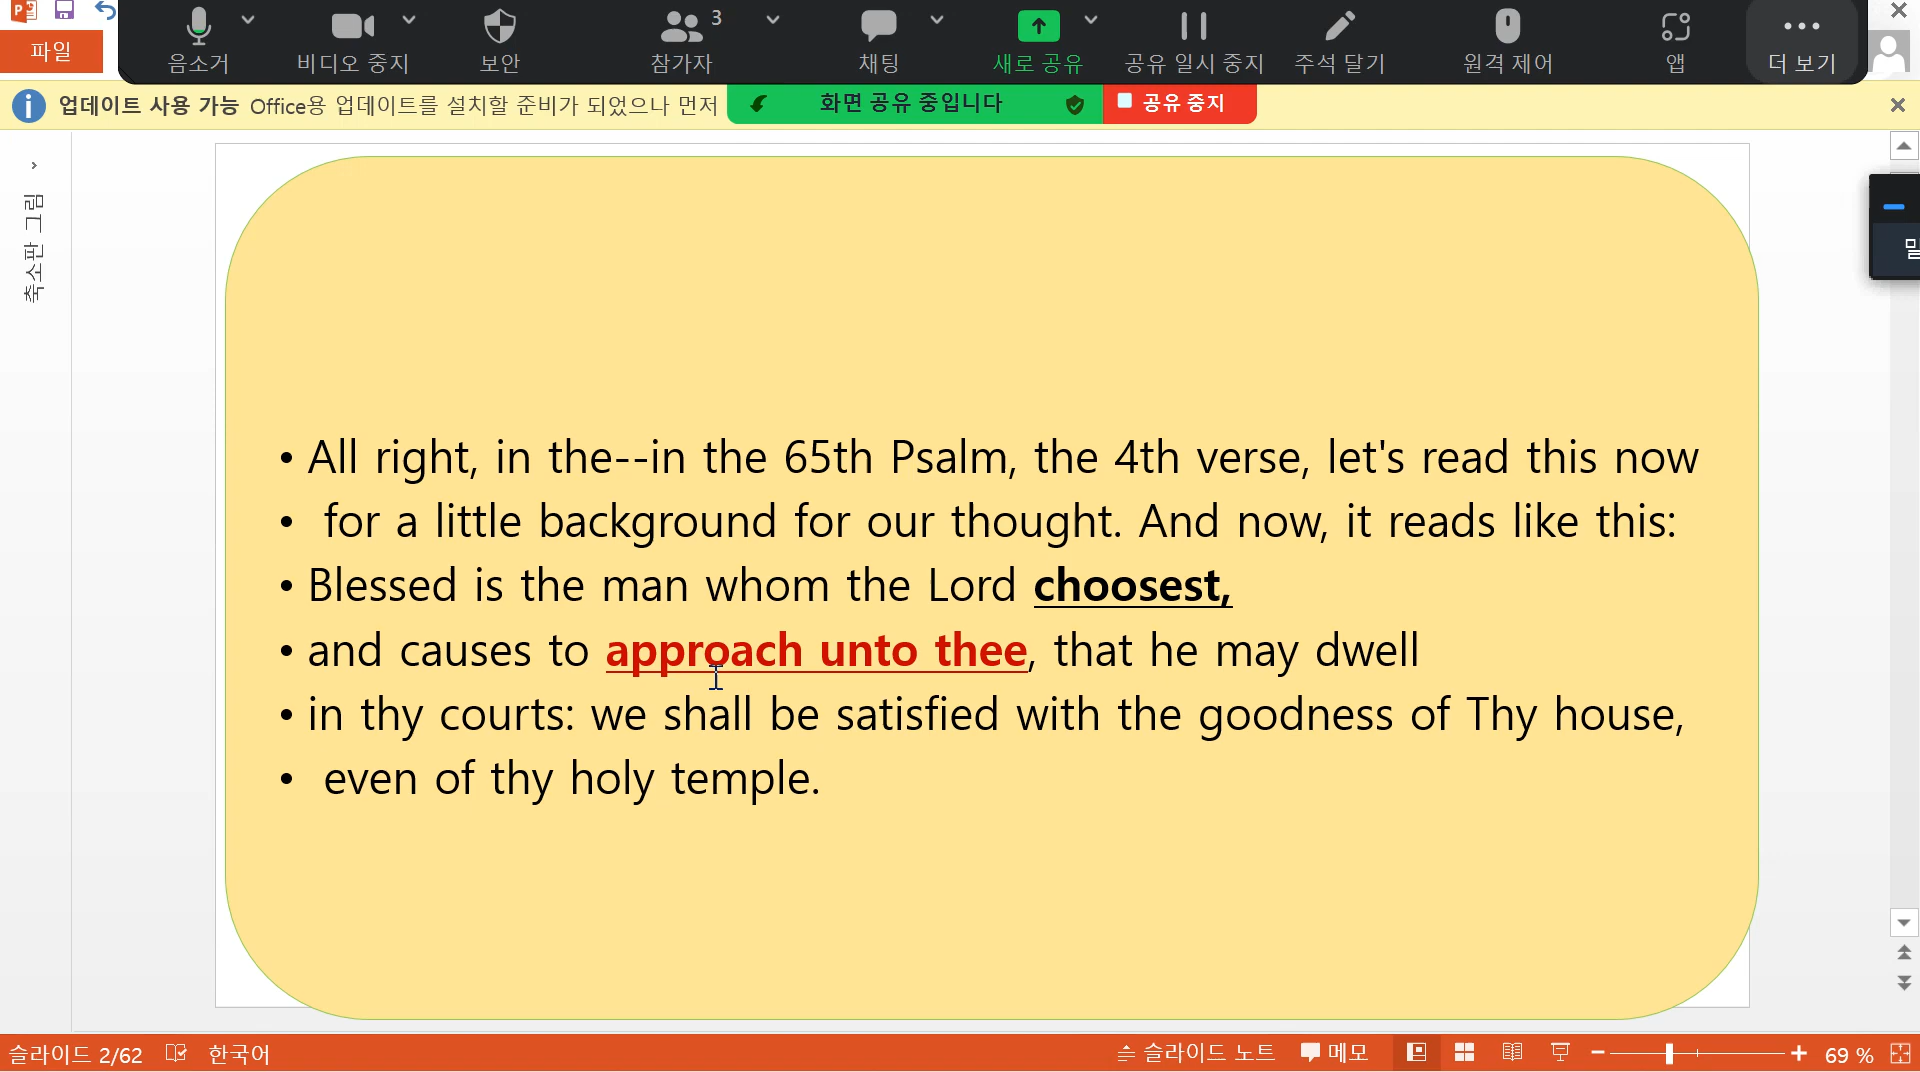 음소거
비디오 중지
보안
참가자
3
채팅
새로 공유
공유 일시 중지
주석 달기
원격 제어
앱
더 보기
파일
업데이트 사용 가능 Office용 업데이트를 설치할 준비가 되었으나 먼저
화면 공유 중입니다
공유 중지
축소판 그림
• All right, in the--in the 65th Psalm, the 4th verse, let's read this now
• for a little background for our thought. And now, it reads like this:
• Blessed is the man whom the Lord choosest,
• and causes to approach unto thee, that he may dwell
• in thy courts: we shall be satisfied with the goodness of Thy house,
• even of thy holy temple.
슬라이드 2/62
한국어
슬라이드 노트
메모
69 %